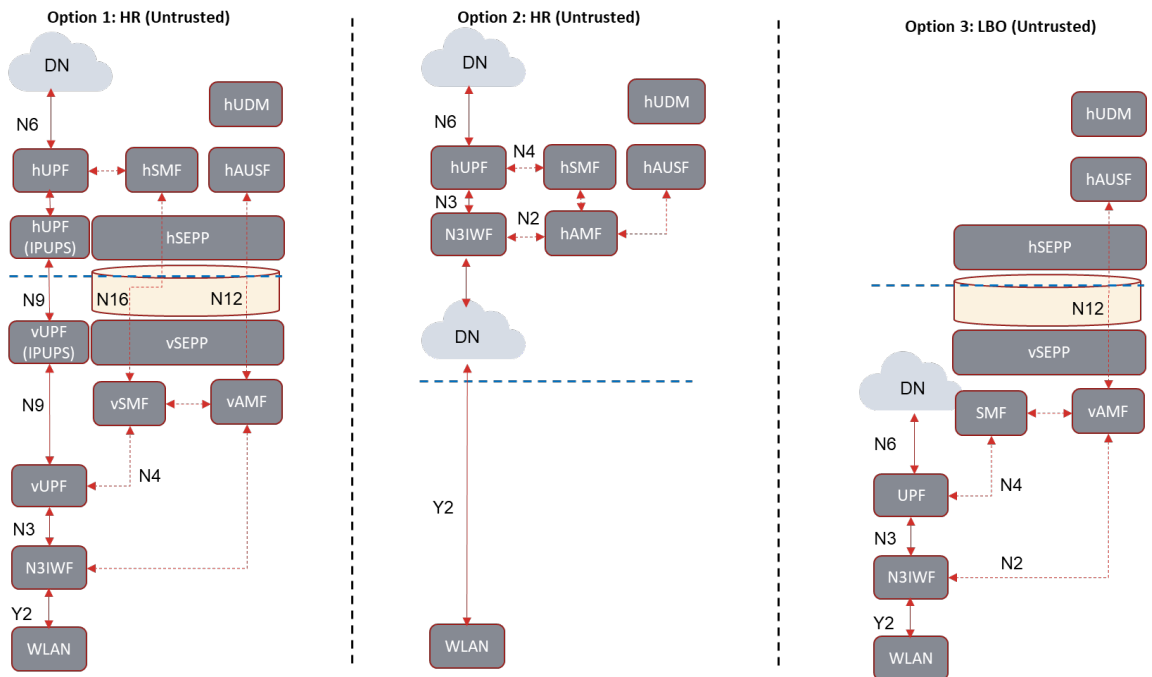 Option 1: HR (Untrusted)
DN
hUDM
N6
hUPF
hSMF
hAUSF
hUPF
(IPUPS)
hSEPP
N9
N16
N12
vUPF
(IPUPS)
vSEPP
N9
vSMF
vAMF
vUPF
N4
N3
N3IWF
Y2
WLAN
Option 2: HR (Untrusted)
DN
hUDM
N6
N4
hUPF
hSMF
hAUSF
N3
N2
N3IWF
hAMF
DN
Y2
WLAN
Option 3: LBO (Untrusted)
hUDM
hAUSF
hSEPP
N12
vSEPP
DN
SMF
vAMF
N6
UPF
N4
N3
N2
N3IWF
Y2
WLAN